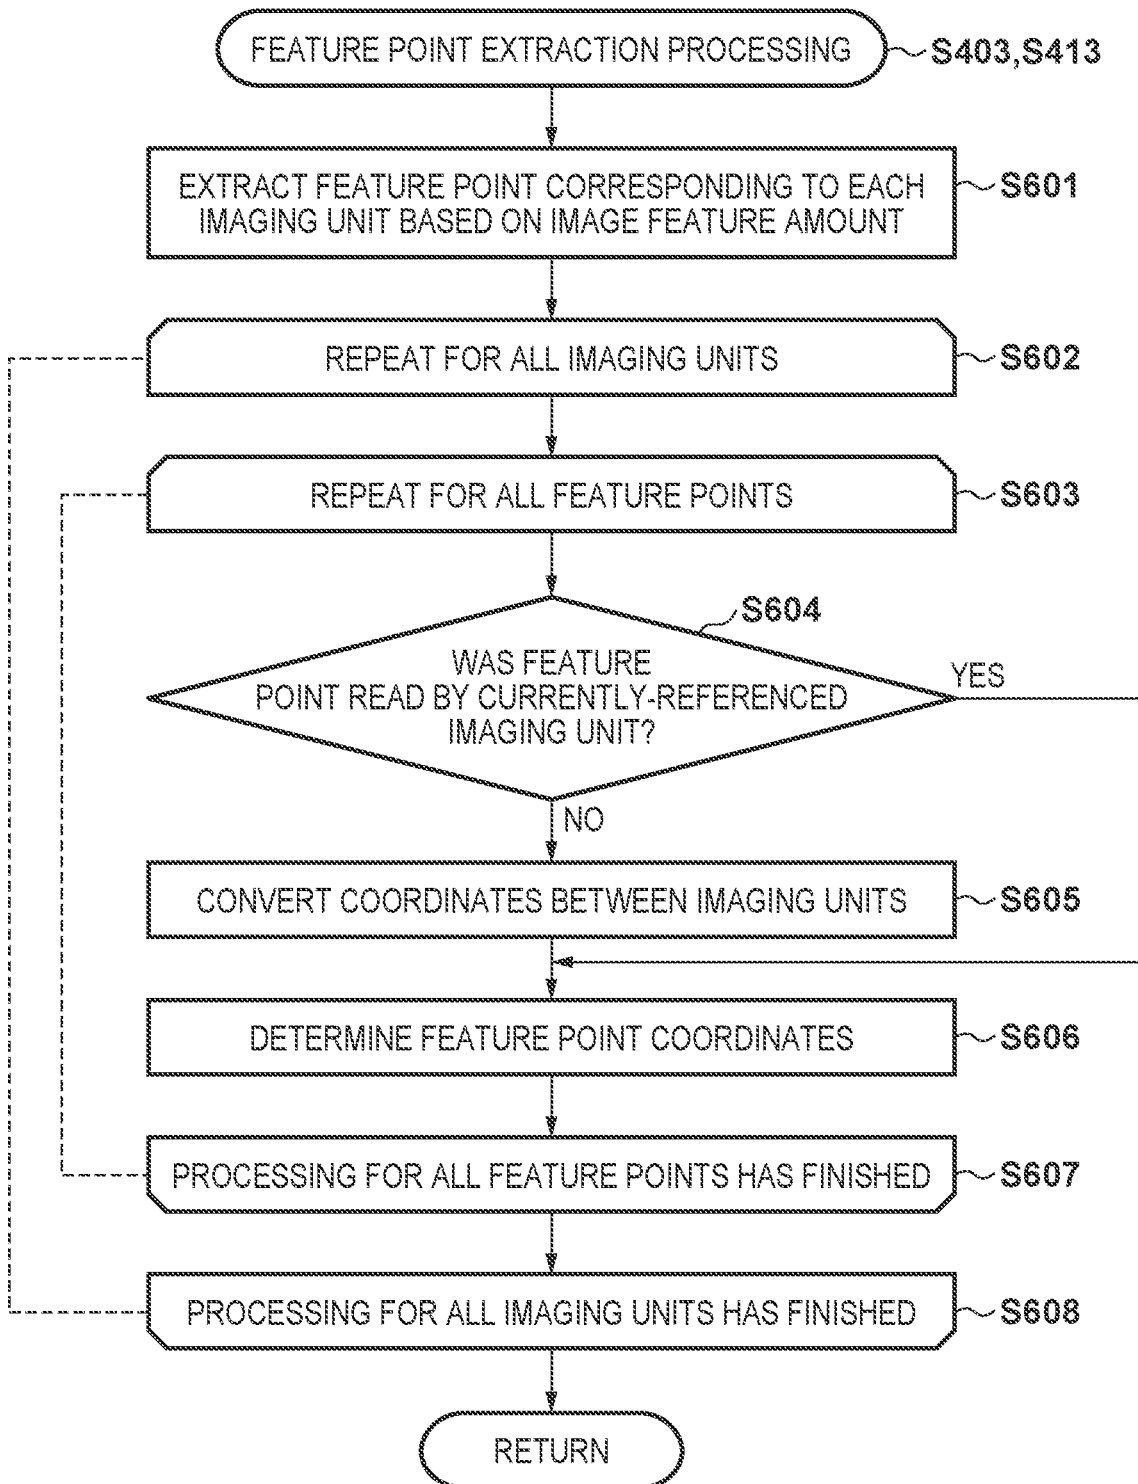 FEATURE POINT EXTRACTION PROCESSING
S403,S413
EXTRACT FEATURE POINT CORRESPONDING TO EACH
IMAGING UNIT BASED ON IMAGE FEATURE AMOUNT
S601
REPEAT FOR ALL IMAGING UNITS
S602
REPEAT FOR ALL FEATURE POINTS
S603
S604
WAS FEATURE
POINT READ BY CURRENTLY-REFERENCED
IMAGING UNIT?
YES
NO
CONVERT COORDINATES BETWEEN IMAGING UNITS
S605
DETERMINE FEATURE POINT COORDINATES
S606
PROCESSING FOR ALL FEATURE POINTS HAS FINISHED
S607
PROCESSING FOR ALL IMAGING UNITS HAS FINISHED
S608
RETURN